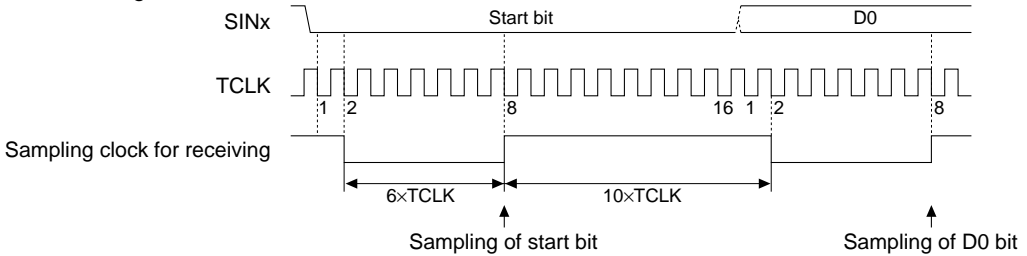 SINx Start bit D0
TCLK
1 2 8 16 1 2 8
Sampling clock for receiving
6×TCLK 10×TCLK
Sampling of start bit Sampling of D0 bit